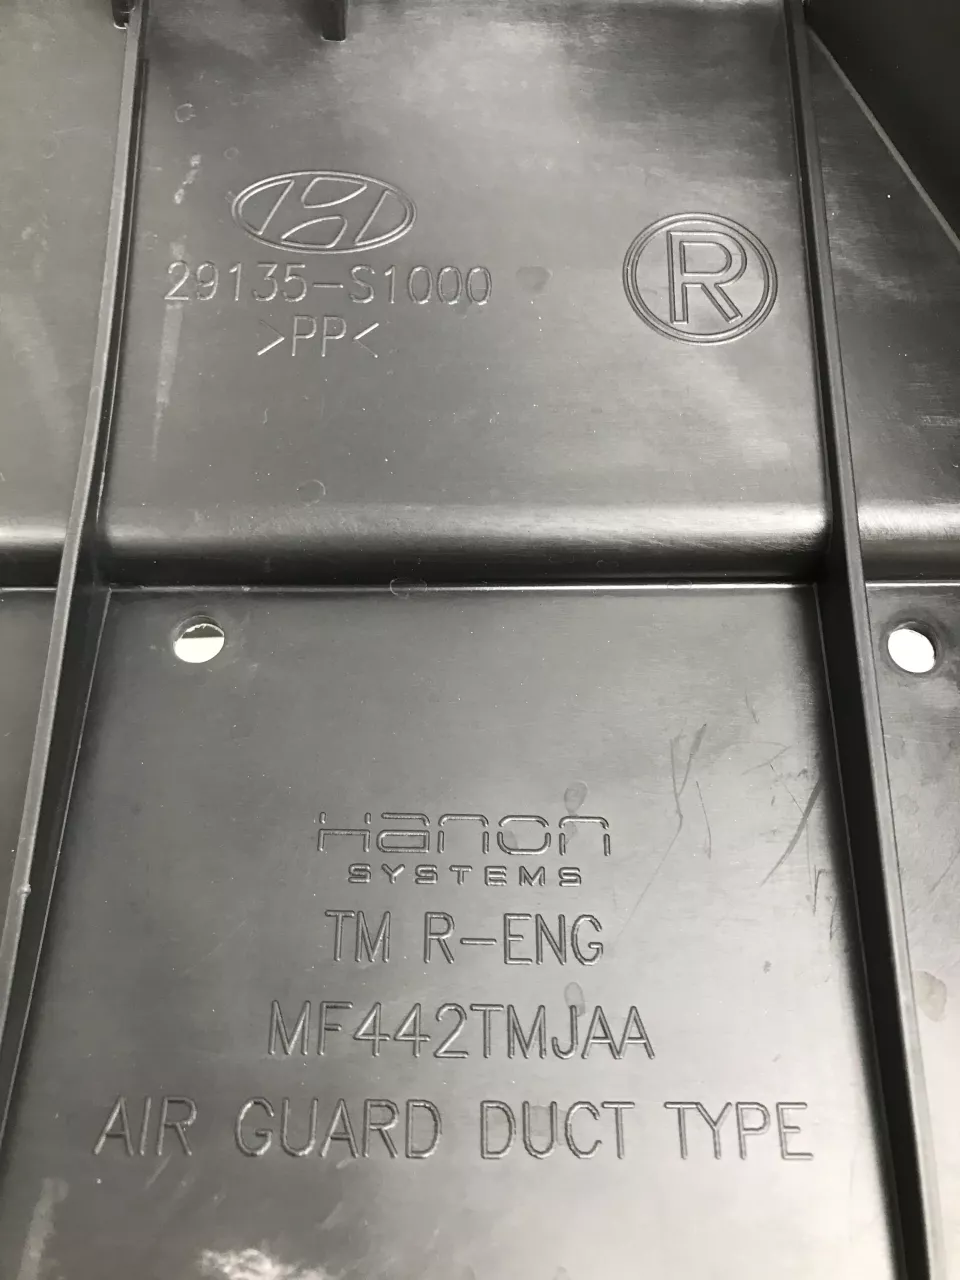 29135-S1000
>PP<
R
Hanon
SYSTEMS
TM R-ENG
MF442TMJAA
AIR GUARD DUCT TYPE